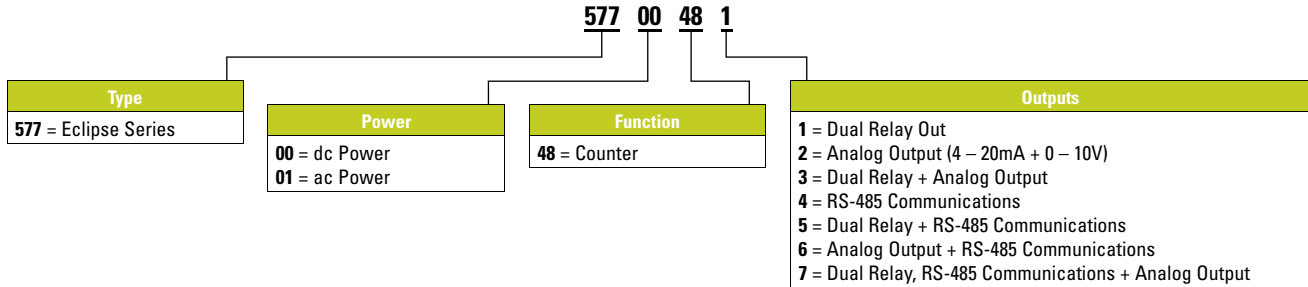 577 00 48 1
Type
577 = Eclipse Series
Power
00 = dc Power
01 = ac Power
Function
48 = Counter
Outputs
1 = Dual Relay Out
2 = Analog Output (4 – 20mA + 0 – 10V)
3 = Dual Relay + Analog Output
4 = RS-485 Communications
5 = Dual Relay + RS-485 Communications
6 = Analog Output + RS-485 Communications
7 = Dual Relay, RS-485 Communications + Analog Output